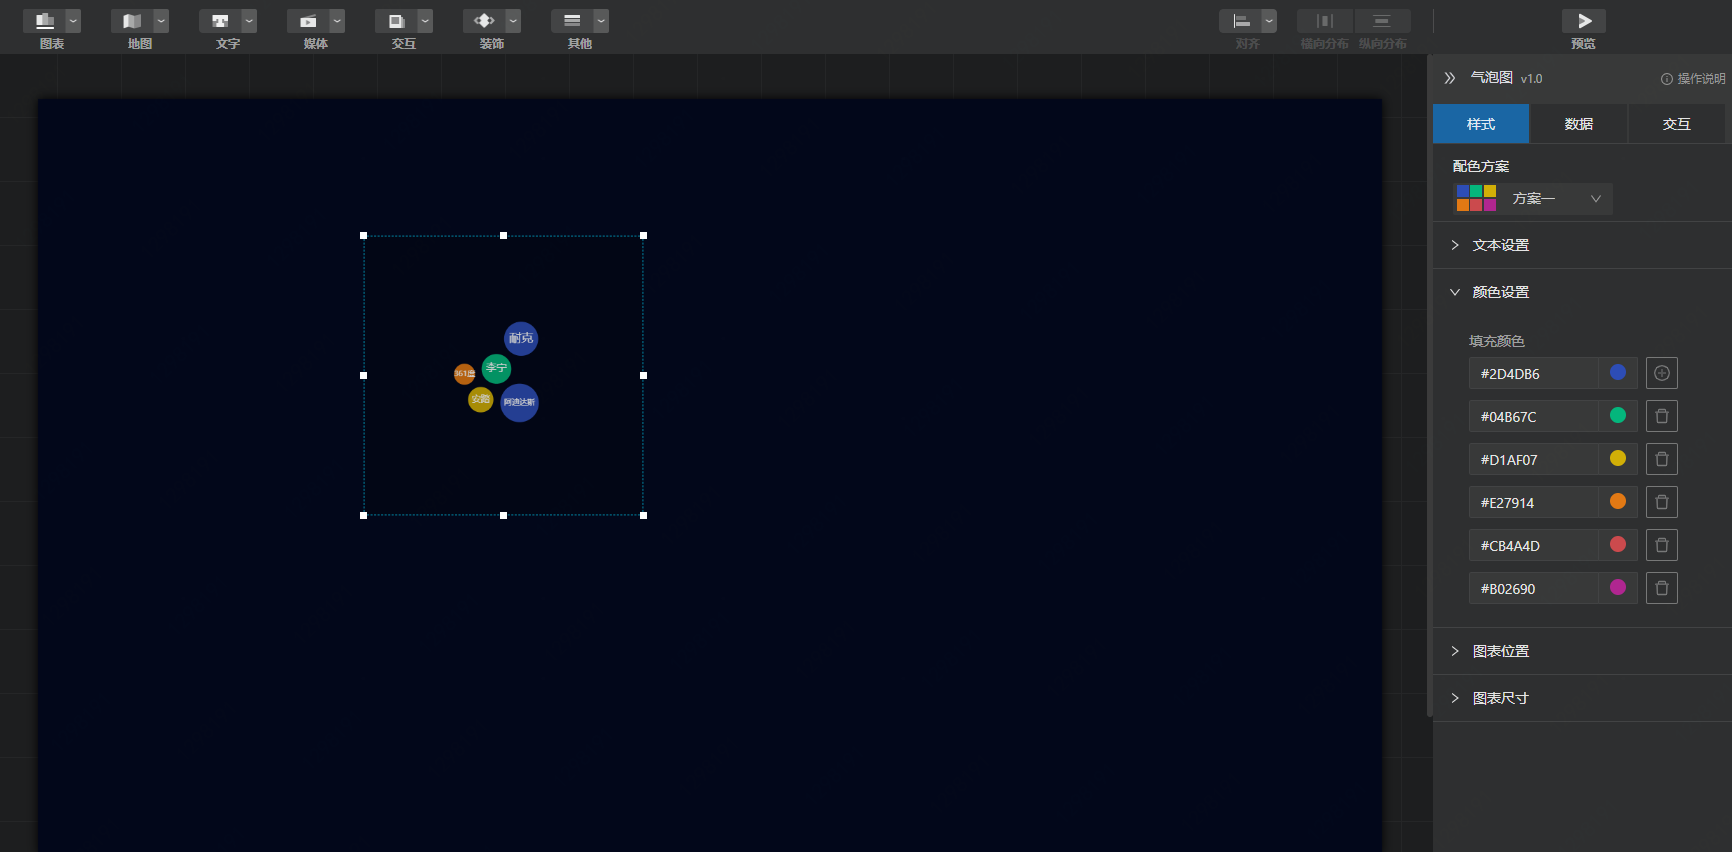 图表 地图 文字 媒体 交互 装饰 其他 对齐 横向分布 纵向分布 预览
气泡图 v1.0 操作说明
样式 数据 交互
配色方案
方案一
文本设置
颜色设置
填充颜色
#2D4DB6
#04B67C
#D1AF07
#E27914
#CB4A4D
#B02690
图表位置
图表尺寸
耐克
李宁
361度
安踏
阿迪达斯